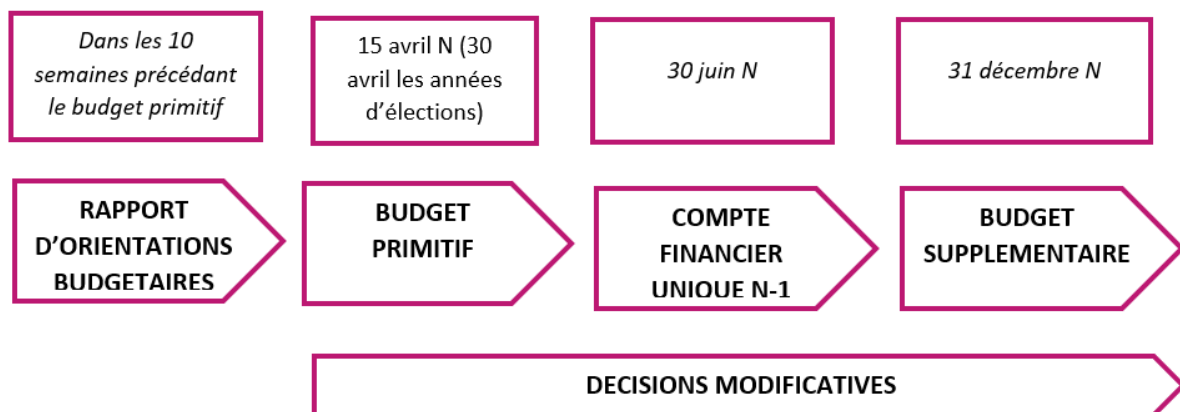 Dans les 10
semaines précédant
le budget primitif
15 avril N (30
avril les années
d’élections)
30 juin N
31 décembre N
RAPPORT
D’ORIENTATIONS
BUDGETAIRES
BUDGET
PRIMITIF
COMPTE
FINANCIER
UNIQUE N-1
BUDGET
SUPPLEMENTAIRE
DECISIONS MODIFICATIVES